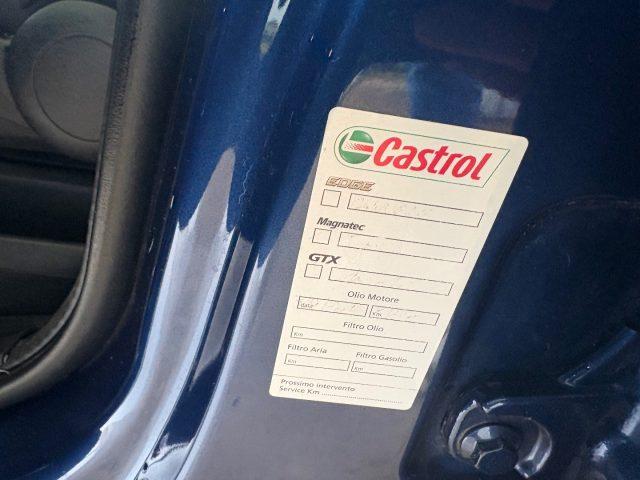 Castrol
EDGE
Magnatec
GTX
Olio Motore
data Km
Filtro Olio
Km
Filtro Aria Filtro Gasolio
Km Km
Prossimo intervento
Service Km